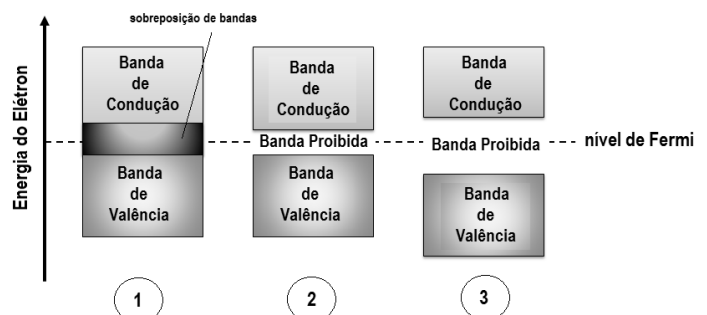 sobreposição de bandas
Energia do Elétron
Banda
de
Condução
Banda
de
Valência
1
Banda
de
Condução
Banda Proibida
Banda
de
Valência
2
Banda
de
Condução
Banda Proibida
Banda
de
Valência
3
nível de Fermi